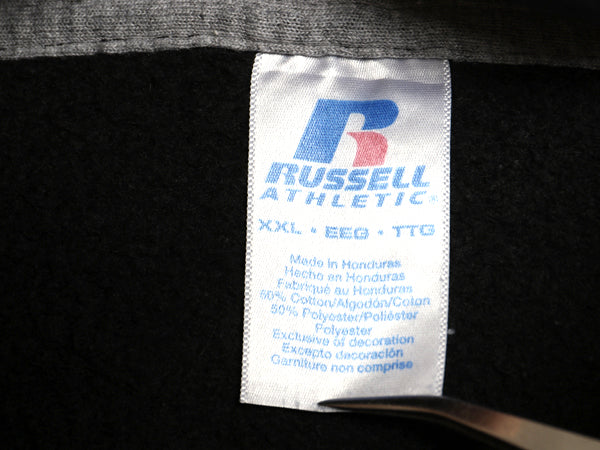 R
RUSSELL
ATHLETIC®
XXL • EEG • TTG
Made in Honduras
Hecho en Honduras
Fabriqué au Honduras
50% Cotton/Algodón/Coton
50% Polyester/Poliéster
Polyester
Exclusive of decoration
Excepto decoración
Garniture non comprise